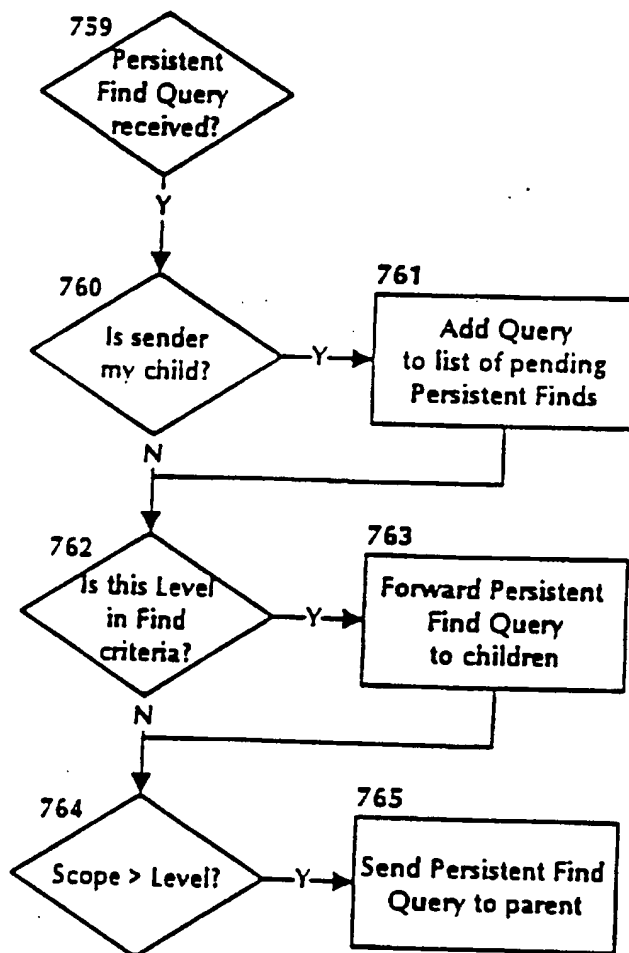 759
Persistent
Find Query
received?
Y
760
Is sender
my child?
Y
761
Add Query
to list of pending
Persistent Finds
N
762
Is this Level
in Find
criteria?
Y
763
Forward Persistent
Find Query
to children
N
764
Scope > Level?
Y
765
Send Persistent Find
Query to parent